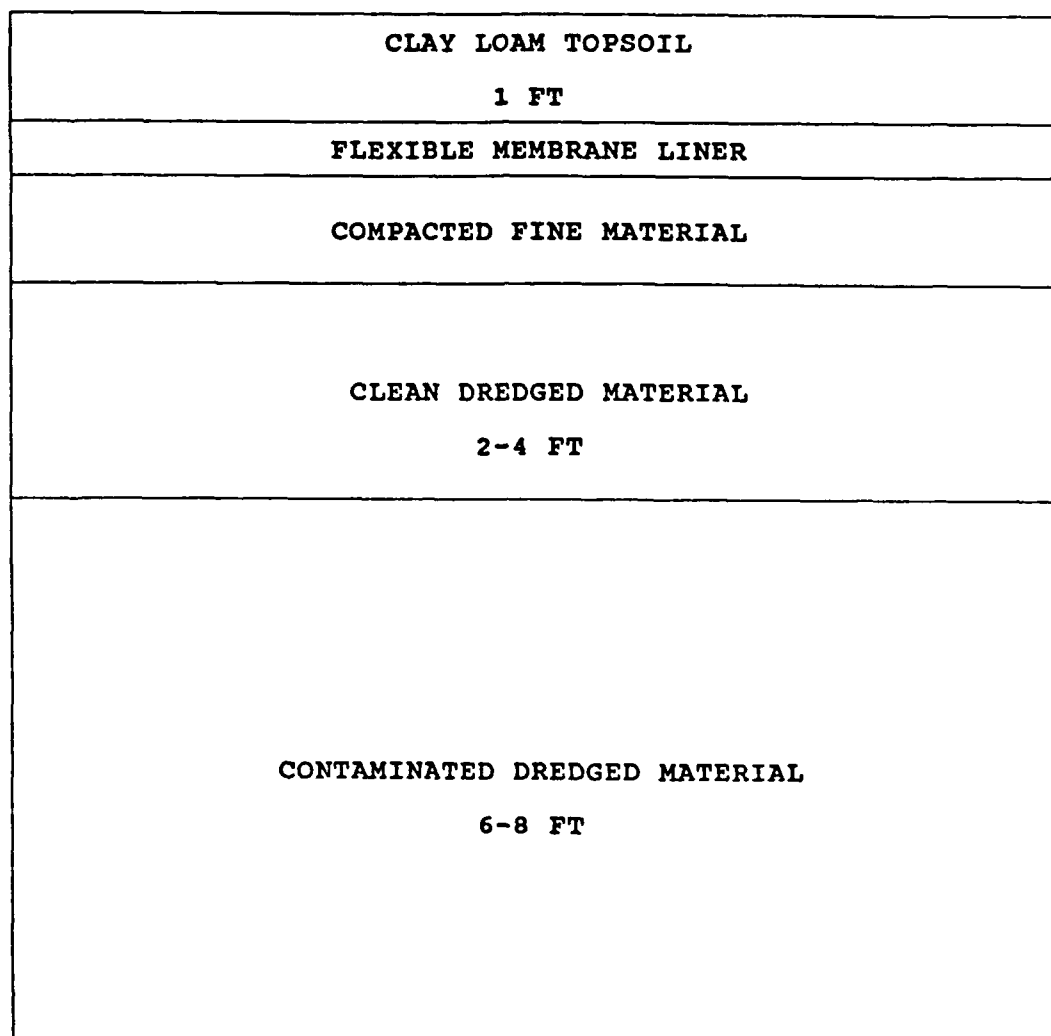 CLAY LOAM TOPSOIL
1 FT
FLEXIBLE MEMBRANE LINER
COMPACTED FINE MATERIAL
CLEAN DREDGED MATERIAL
2-4 FT
CONTAMINATED DREDGED MATERIAL
6-8 FT